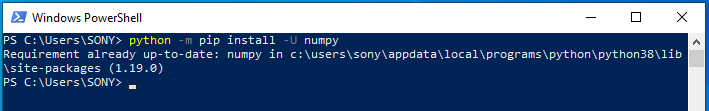 Windows PowerShell
PS C:\Users\SONY> python -m pip install -U numpy
Requirement already up-to-date: numpy in c:\users\sony\appdata\local\programs\python\python38\lib
\site-packages (1.19.0)
PS C:\Users\SONY>